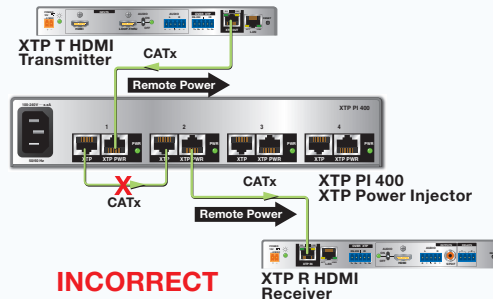 XTP T HDMI
Transmitter
CATx
Remote Power
XTP PI 400
1
2
3
4
PWR
PWR
PWR
PWR
XTP
XTP PWR
XTP
XTP PWR
XTP
XTP PWR
XTP
XTP PWR
X
CATx
CATx
XTP PI 400
XTP Power Injector
Remote Power
INCORRECT
XTP R HDMI
Receiver